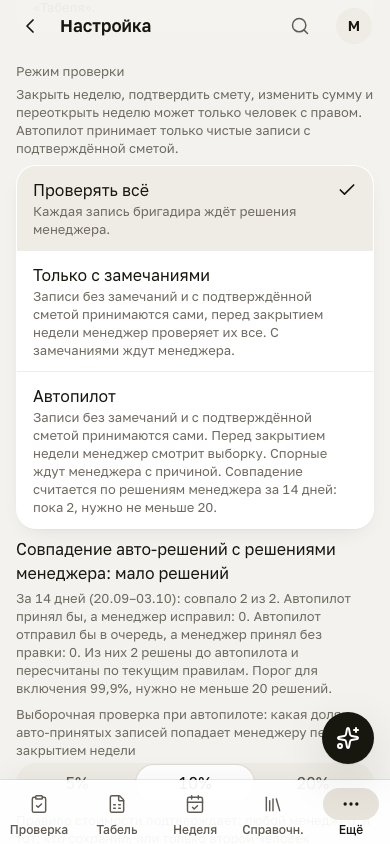 «Табеля».
Настройка
М
Режим проверки
Закрыть неделю, подтвердить смету, изменить сумму и
переоткрыть неделю может только человек с правом.
Автопилот принимает только чистые записи с
подтверждённой сметой.
Проверять всё
Каждая запись бригадира ждёт решения
менеджера.
Только с замечаниями
Записи без замечаний и с подтверждённой
сметой принимаются сами, перед закрытием
недели менеджер проверяет их все. С
замечаниями ждут менеджера.
Автопилот
Записи без замечаний и с подтверждённой
сметой принимаются сами. Перед закрытием
недели менеджер смотрит выборку. Спорные
ждут менеджера с причиной. Совпадение
считается по решениям менеджера за 14 дней:
пока 2, нужно не меньше 20.
Совпадение авто-решений с решениями
менеджера: мало решений
За 14 дней (20.09–03.10): совпало 2 из 2. Автопилот
принял бы, а менеджер исправил: 0. Автопилот
отправил бы в очередь, а менеджер принял без
правки: 0. Из них 2 решены до автопилота и
пересчитаны по текущим правилам. Порог для
включения 99,9%, нужно не меньше 20 решений.
Выборочная проверка при автопилоте: какая доля
авто-принятых записей попадает менеджеру
закрытием недели
5% 10% 20%
Проверка Табель Неделя Справочн. Ещё